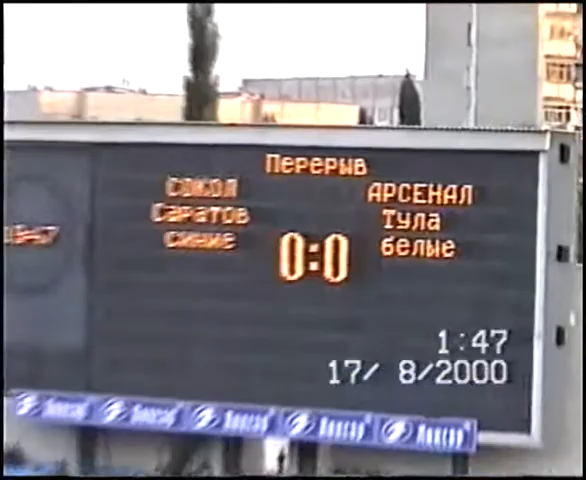 Перерыв
СОКОЛ
Саратов
синие
АРСЕНАЛ
Тула
белые
0:0
1:47
17/ 8/2000